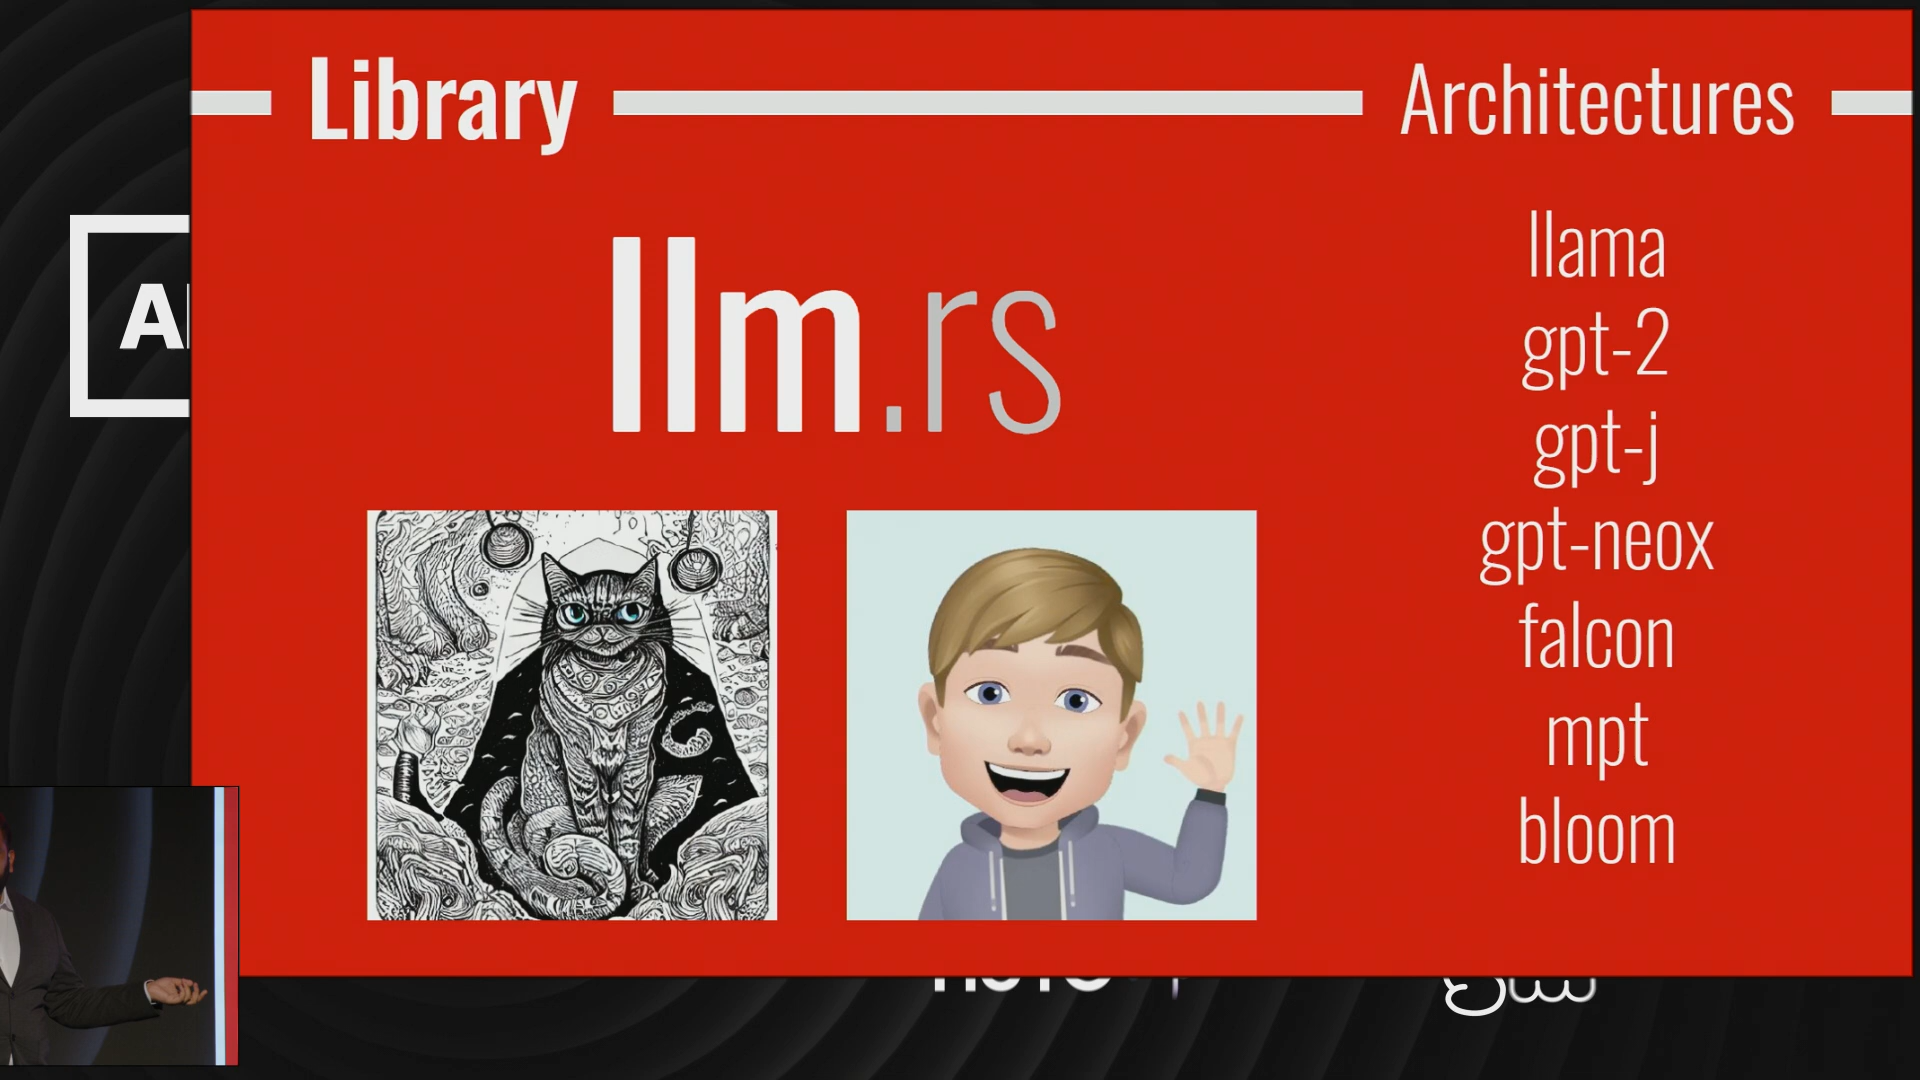 Library
Architectures
llm.rs
llama
gpt-2
gpt-j
gpt-neox
falcon
mpt
bloom